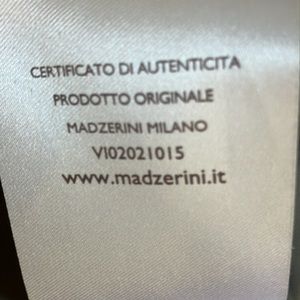 CERTIFICATO DI AUTENTICITA
PRODOTTO ORIGINALE
MADZERINI MILANO
VI02021015
www.madzerini.it